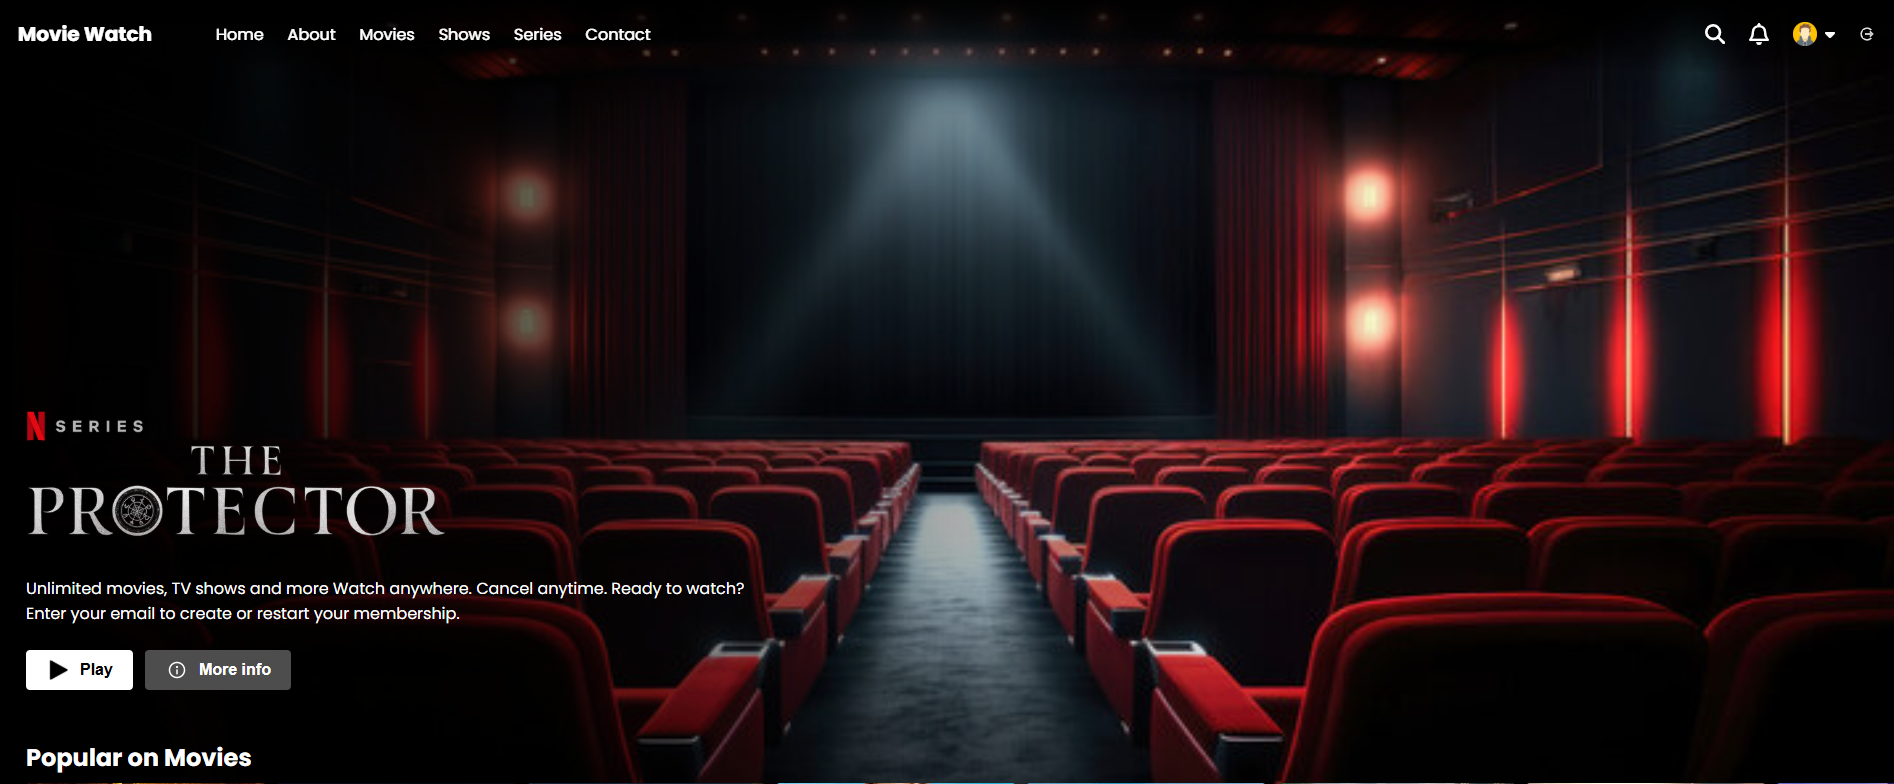 Movie Watch Home About Movies Shows Series Contact
N SERIES
THE
PROTECTOR
Unlimited movies, TV shows and more Watch anywhere. Cancel anytime. Ready to watch?
Enter your email to create or restart your membership.
Play More info
Popular on Movies